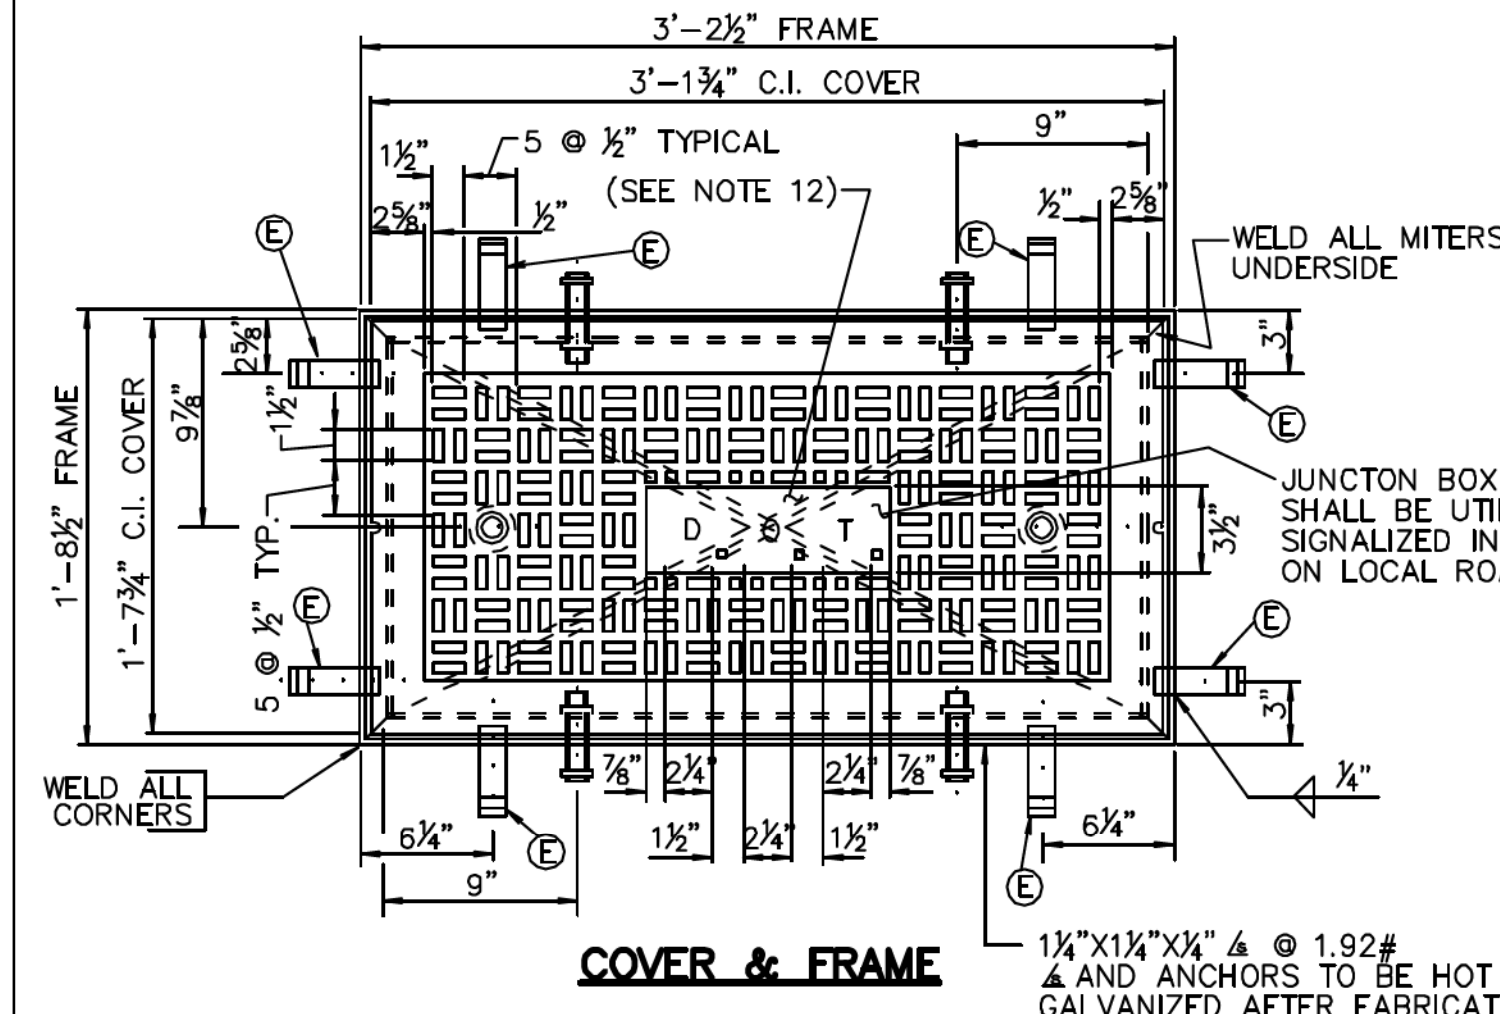 3'-2½" FRAME
3'-1¾" C.I. COVER
9"
5 @ ½" TYPICAL
1½"
(SEE NOTE 12)
½"
2⅝"
2⅝"
½"
E
E
E
WELD ALL MITERS
UNDERSIDE
2⅝"
3"
1'-8½" FRAME
1'-7¾" C.I. COVER
9⅞"
1½"
E
JUNCTON BOX
SHALL BE
SIGNALIZED
ON LOCAL
3½"
D O T
5 @ ½" TYP.
E
E
3"
WELD ALL
CORNERS
⅞"
2¼"
2¼"
⅞"
¼"
6¼"
1½"
2¼"
1½"
6¼"
E
9"
E
COVER & FRAME
1¼"X1¼"X¼" @ 1.92#
AND ANCHORS TO BE HOT
GALVANIZED AFTER